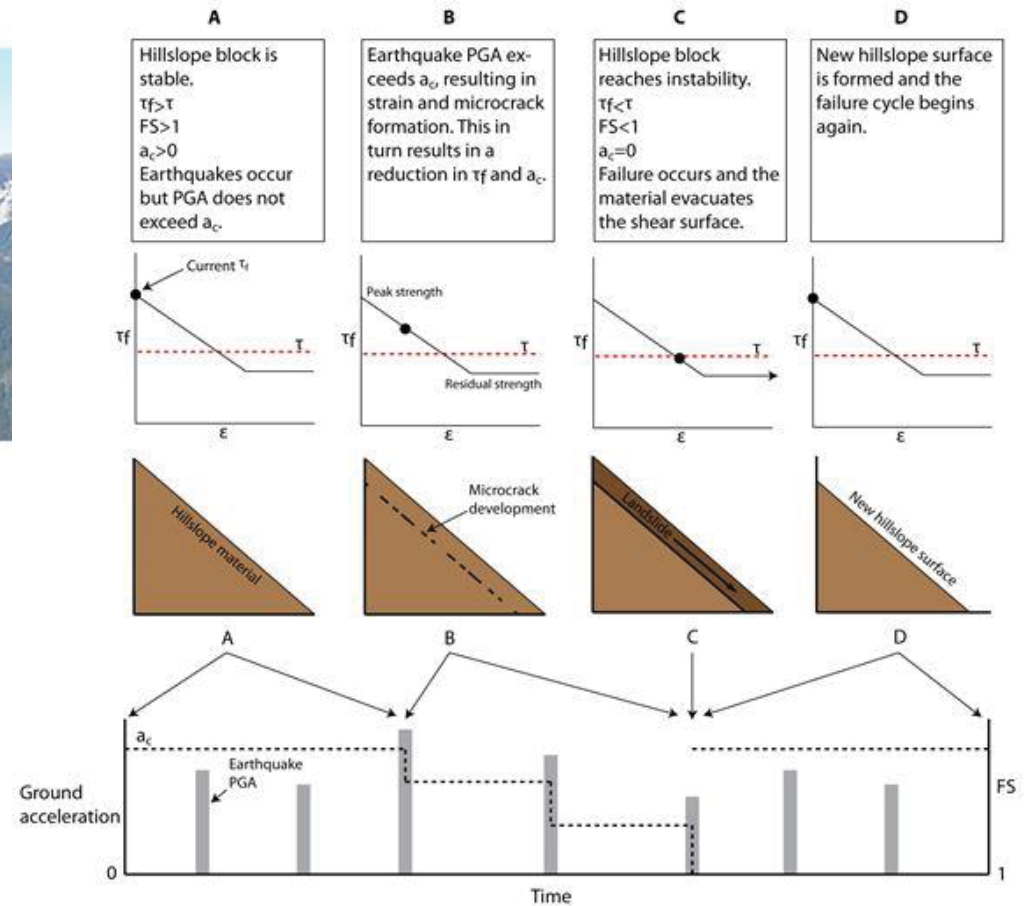 A
B
C
D
Hillslope block is
stable.
τf>τ
FS>1
ac>0
Earthquakes occur
but PGA does not
exceed ac.
Earthquake PGA ex-
ceeds ac, resulting in
strain and microcrack
formation. This in
turn results in a
reduction in τf and ac.
Hillslope block
reaches instability.
τf<τ
FS<1
ac=0
Failure occurs and the
material evacuates
the shear surface.
New hillslope surface
is formed and the
failure cycle begins
again.
Current τf
τf
τ
ε
Peak strength
τf
τ
Residual strength
ε
τf
τ
ε
τf
τ
ε
Hillslope material
Microcrack
development
Landslide
New hillslope surface
A
B
C
D
ac
Earthquake
PGA
Ground
acceleration
FS
0
1
Time